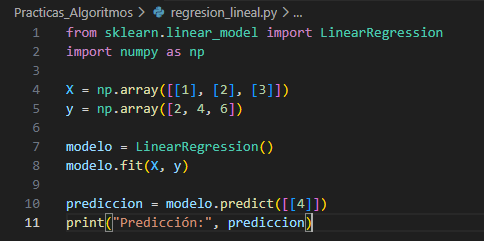 Practicas_Algoritmos > regresion_lineal.py > ...
1 from sklearn.linear_model import LinearRegression
2 import numpy as np
3
4 X = np.array([[1], [2], [3]])
5 y = np.array([2, 4, 6])
6
7 modelo = LinearRegression()
8 modelo.fit(X, y)
9
10 prediccion = modelo.predict([[4]])
11 print("Predicción:", prediccion)